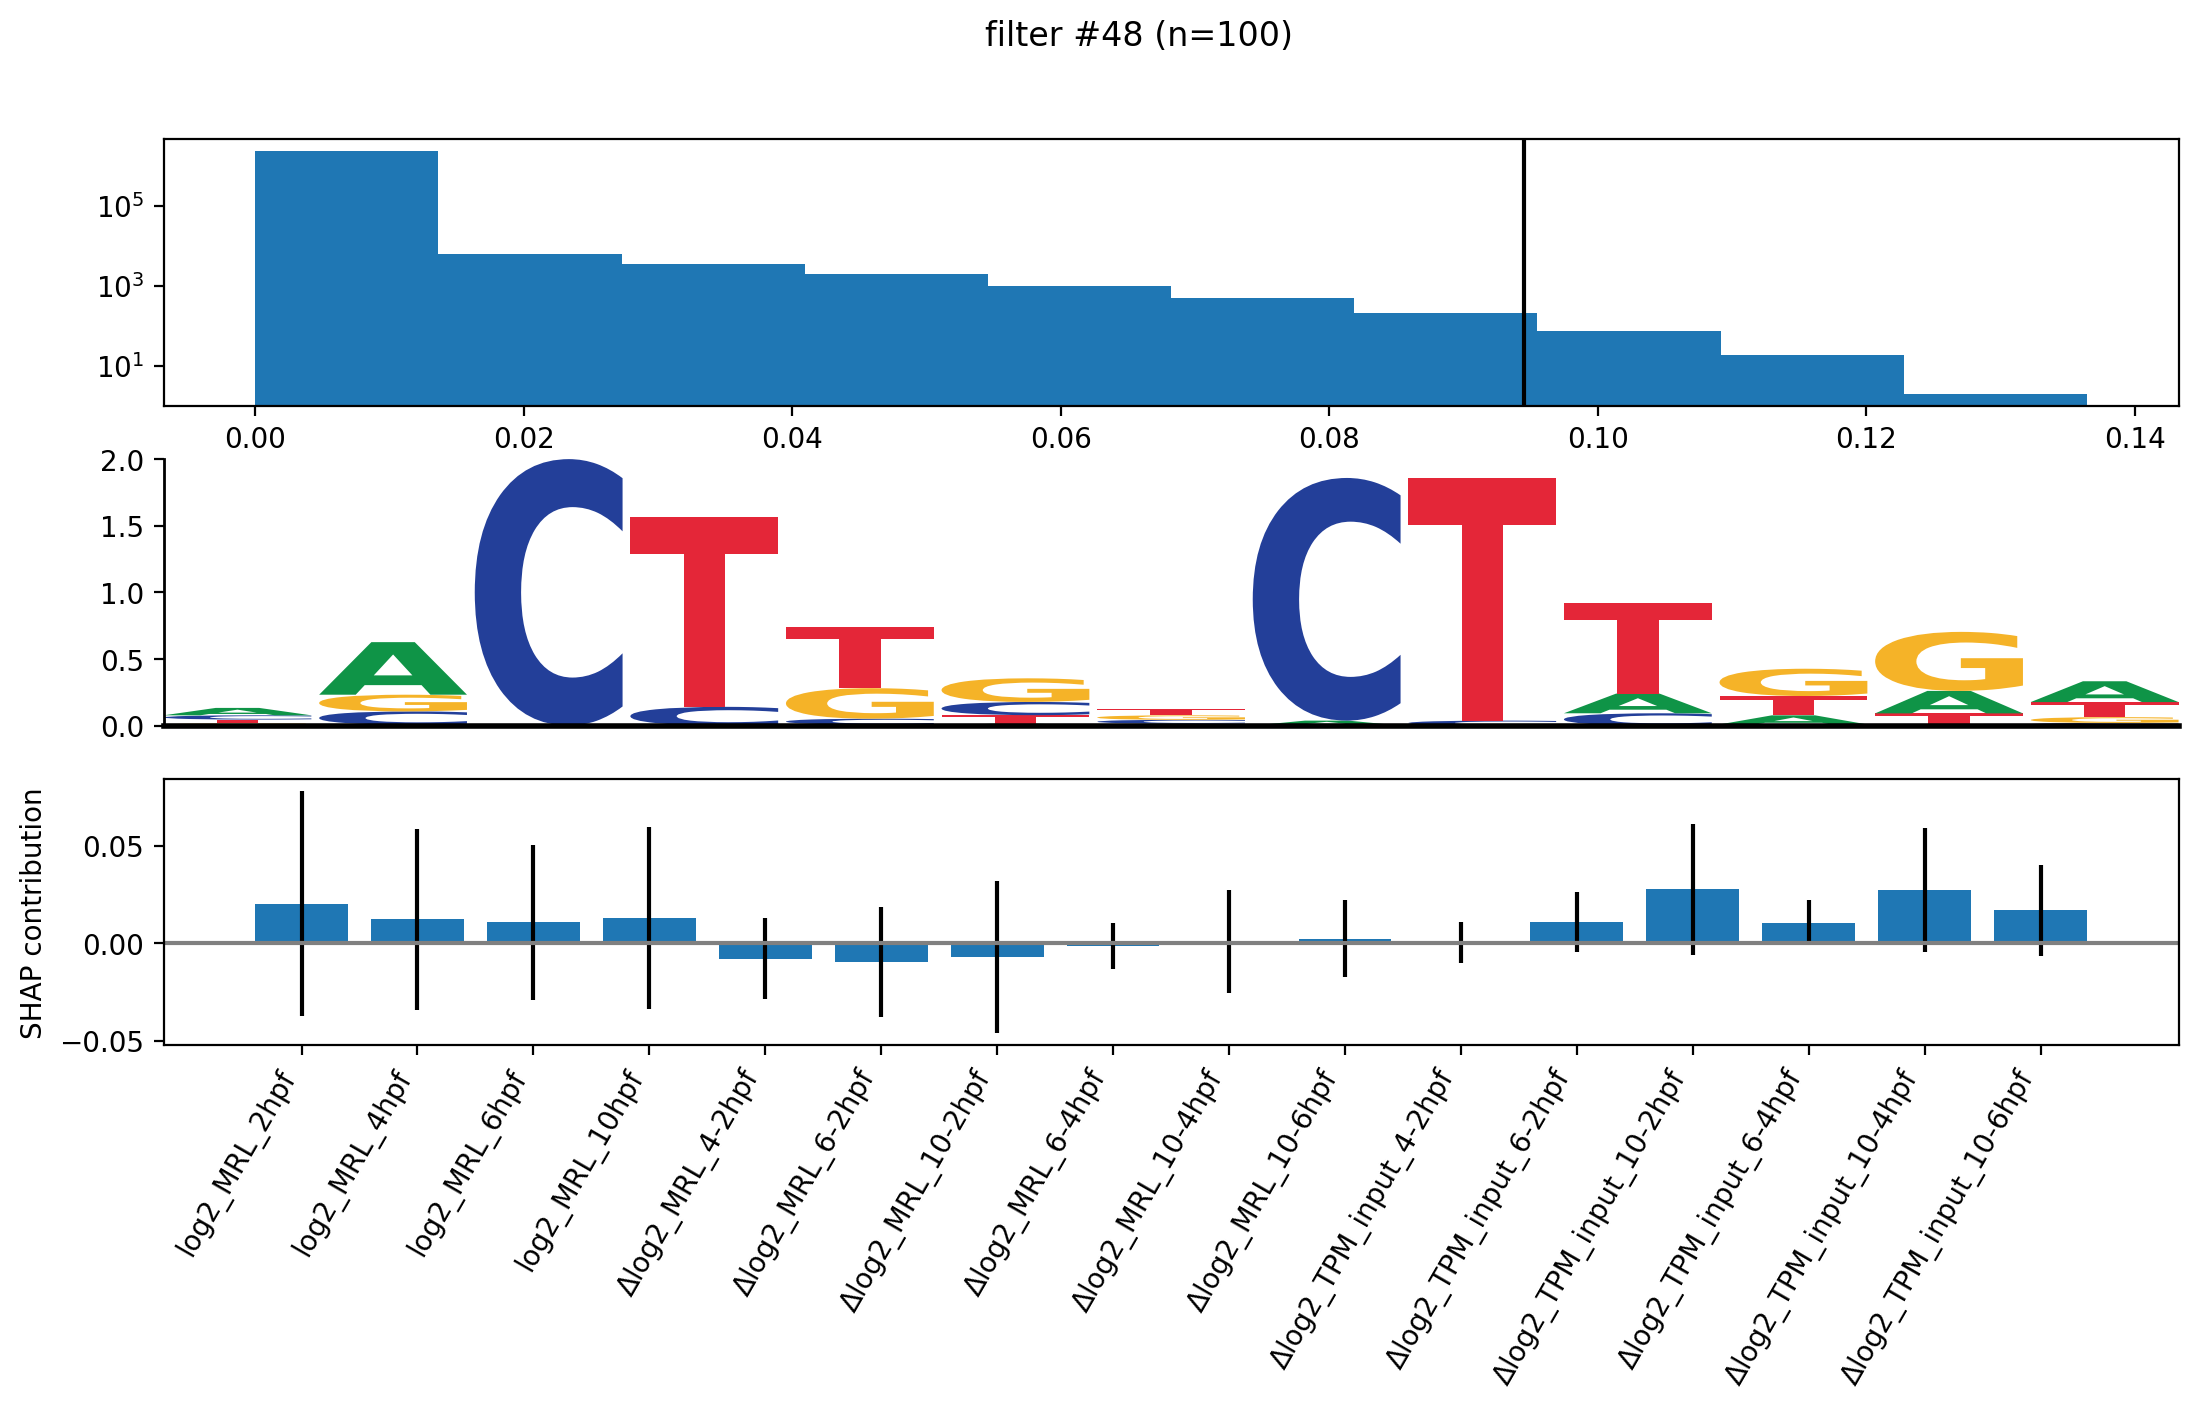 filter #48 (n=100)
10^5
10^3
10^1
0.00 0.02 0.04 0.06 0.08 0.10 0.12 0.14
2.0
1.5
1.0
0.5
0.0
A C T T G C T T G G A
SHAP contribution
0.05
0.00
−0.05
log2_MRL_2hpf
log2_MRL_4hpf
log2_MRL_6hpf
log2_MRL_10hpf
Δlog2_MRL_4-2hpf
Δlog2_MRL_6-2hpf
Δlog2_MRL_10-2hpf
Δlog2_MRL_6-4hpf
Δlog2_MRL_10-4hpf
Δlog2_MRL_10-6hpf
Δlog2_TPM_input_4-2hpf
Δlog2_TPM_input_6-2hpf
Δlog2_TPM_input_10-2hpf
Δlog2_TPM_input_6-4hpf
Δlog2_TPM_input_10-4hpf
Δlog2_TPM_input_10-6hpf